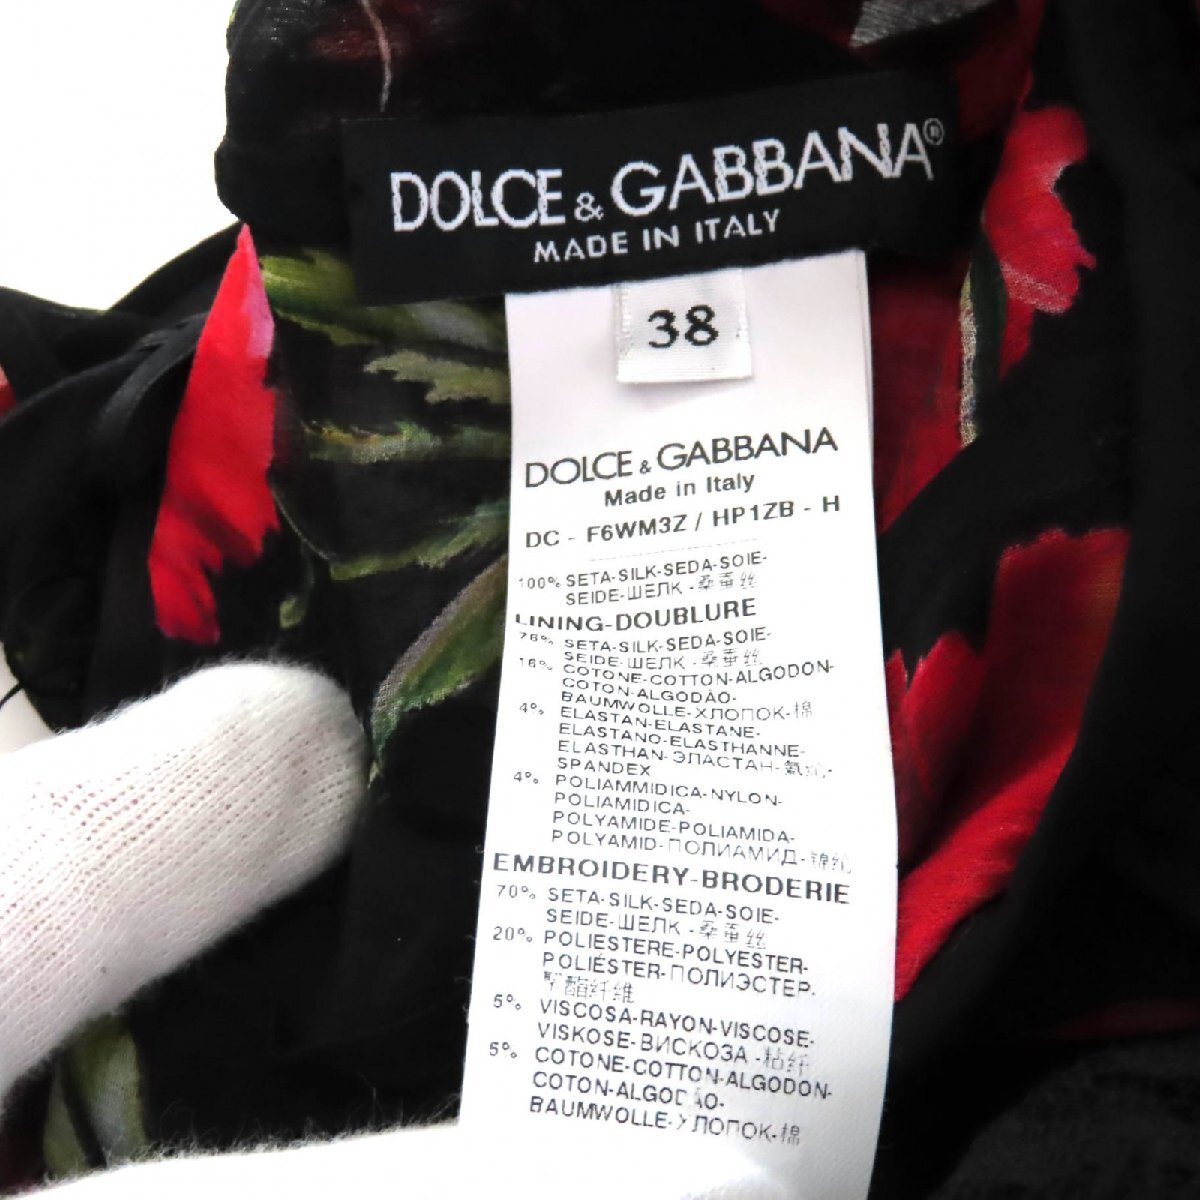 DOLCE & GABBANA®
MADE IN ITALY
38
DOLCE & GABBANA
Made in Italy
DC - F6WM3Z / HP1ZB - H
100% SETA-SILK-SEDA-SOIE-
SEIDE-ШЕЛК -桑蚕丝
LINING-DOUBLURE
76% SETA-SILK-SEDA-SOIE-
SEIDE-ШЕЛК -桑蚕丝
16% COTONE-COTTON-ALGODON-
COTON-ALGODÃO-
BAUMWOLLE-ХЛОПОК-棉
4% ELASTAN-ELASTANE-
ELASTANO-ELASTHANNE-
ELASTHAN-ЭЛАСТАН-氨纶-
SPANDEX
4% POLIAMMIDICA-NYLON-
POLIAMIDICA-
POLYAMIDE-POLIAMIDA-
POLYAMID-ПОЛИАМИД-锦纶
EMBROIDERY-BRODERIE
70% SETA-SILK-SEDA-SOIE-
SEIDE-ШЕЛК -桑蚕丝
20% POLIESTERE-POLYESTER-
POLIÉSTER-ПОЛИЭСТЕР.
聚酯纤维
5% VISCOSA-RAYON-VISCOSE-
VISKOSE-ВИСКОЗА -粘纤
5% COTONE-COTTON-ALGODON-
COTON-ALGODÃO-
BAUMWOLLE-ХЛОПОК-棉